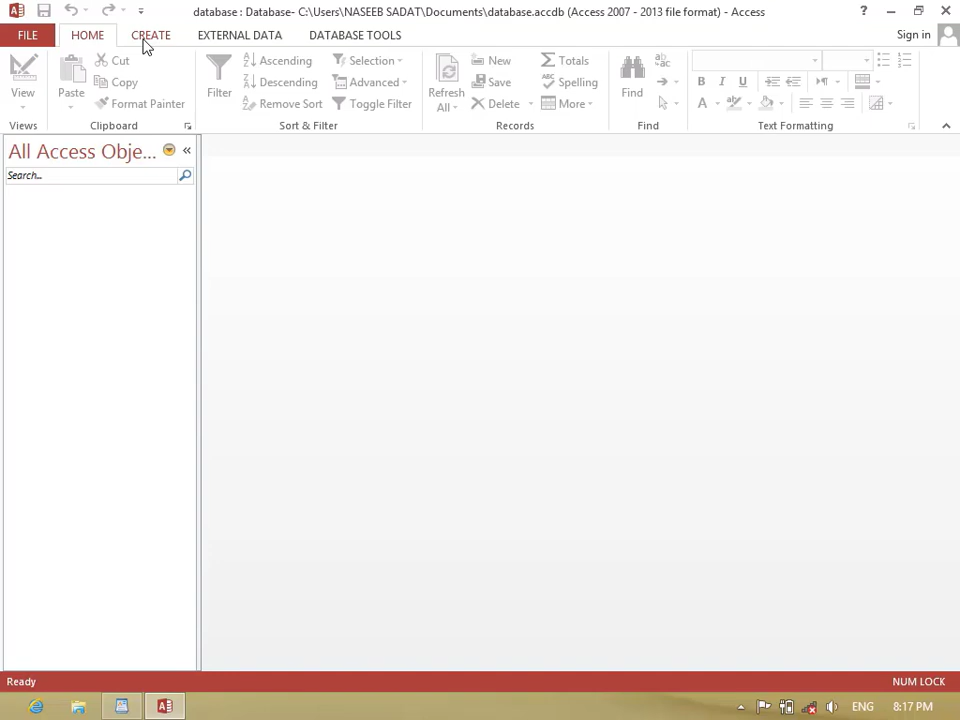 database : Database- C:\Users\NASEEB SADAT\Documents\database.accdb (Access 2007 - 2013 file format) - Access
FILE HOME CREATE EXTERNAL DATA DATABASE TOOLS Sign in
View
Views
Paste
Cut
Copy
Format Painter
Clipboard
Filter
Ascending
Descending
Remove Sort
Selection
Advanced
Toggle Filter
Sort & Filter
Refresh
All
New
Save
Delete
Totals
Spelling
More
Records
Find
Find
Text Formatting
All Access Obje...
Search...
Ready NUM LOCK
ENG 8:17 PM